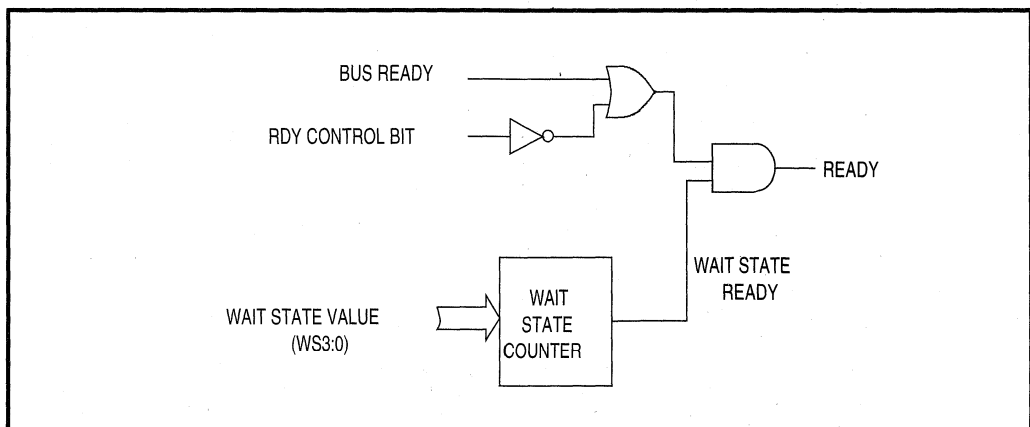 BUS READY
RDY CONTROL BIT
READY
WAIT STATE
READY
WAIT STATE VALUE
(WS3:0)
WAIT
STATE
COUNTER